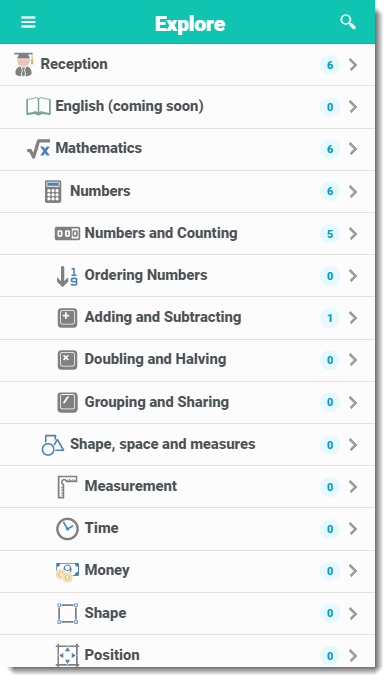 Explore
Reception 6
English (coming soon) 0
Mathematics 6
Numbers 6
Numbers and Counting 5
Ordering Numbers 0
Adding and Subtracting 1
Doubling and Halving 0
Grouping and Sharing 0
Shape, space and measures 0
Measurement 0
Time 0
Money 0
Shape 0
Position 0